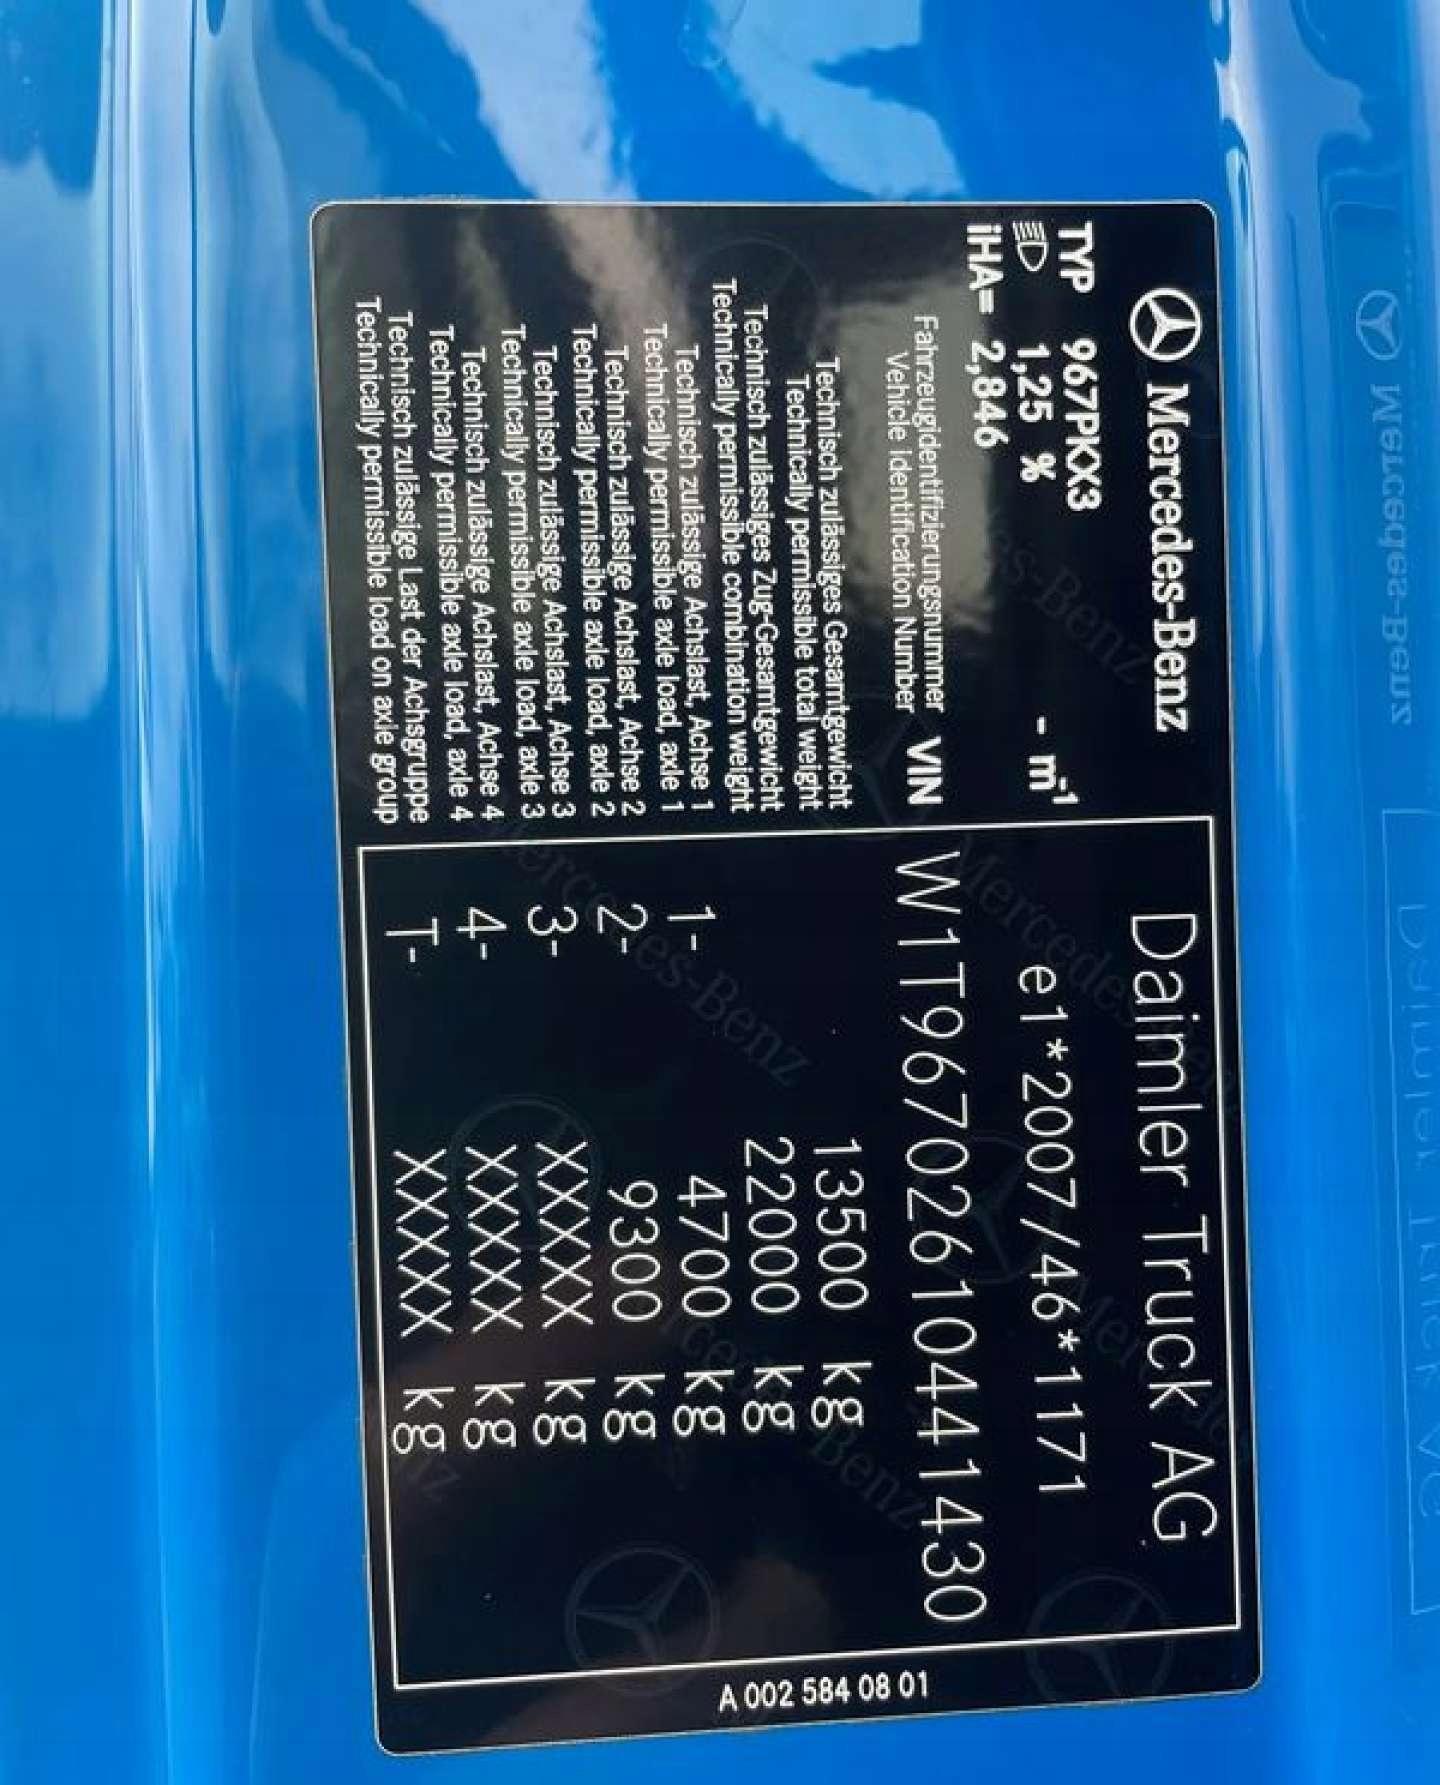 Mercedes-Benz Daimler Truck AG
TYP 967PKX3
1,25 % - m-1 e1*2007/46*1171
iHA= 2,846
Fahrzeugidentifizierungsnummer
Vehicle Identification Number VIN W1T96702610441430
Technisch zulässiges Gesamtgewicht
Technically permissible total weight 13500 kg
Technisch zulässiges Zug-Gesamtgewicht
Technically permissible combination weight 22000 kg
Technisch zulässige Achslast, Achse 1
Technically permissible axle load, axle 1 1- 4700 kg
Technisch zulässige Achslast, Achse 2
Technically permissible axle load, axle 2 2- 9300 kg
Technisch zulässige Achslast, Achse 3
Technically permissible axle load, axle 3 3- XXXXX kg
Technisch zulässige Achslast, Achse 4
Technically permissible axle load, axle 4 4- XXXXX kg
Technisch zulässige Last der Achsgruppe
Technically permissible load on axle group T- XXXXX kg
A 002 584 08 01